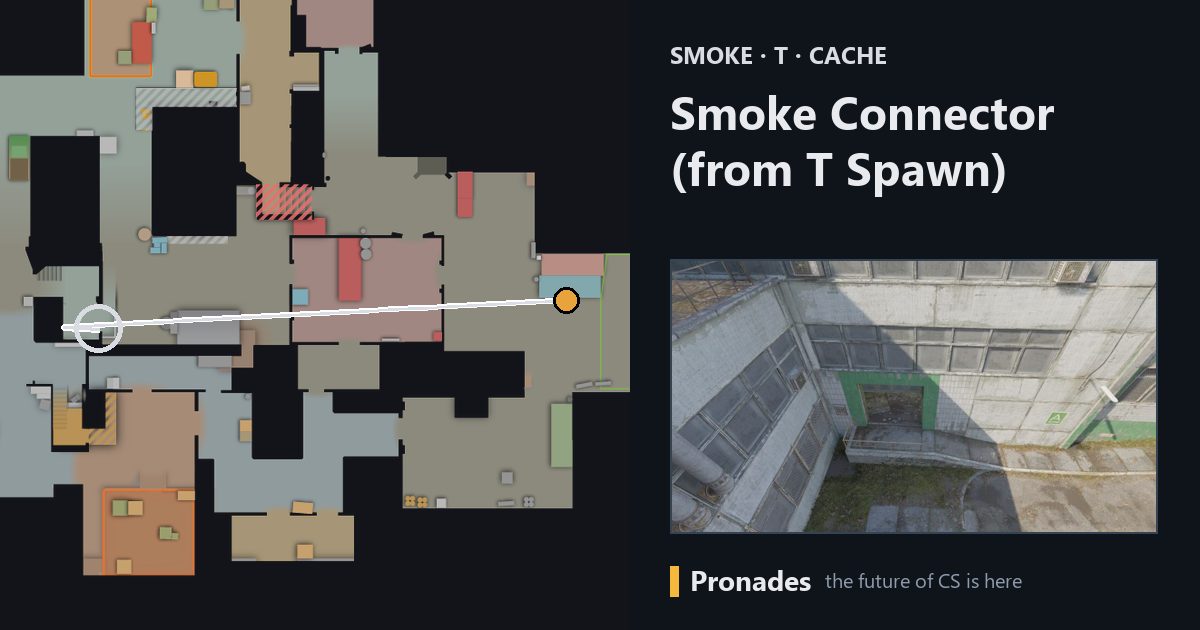 SMOKE · T · CACHE
Smoke Connector
(from T Spawn)
A
Pronades the future of CS is here